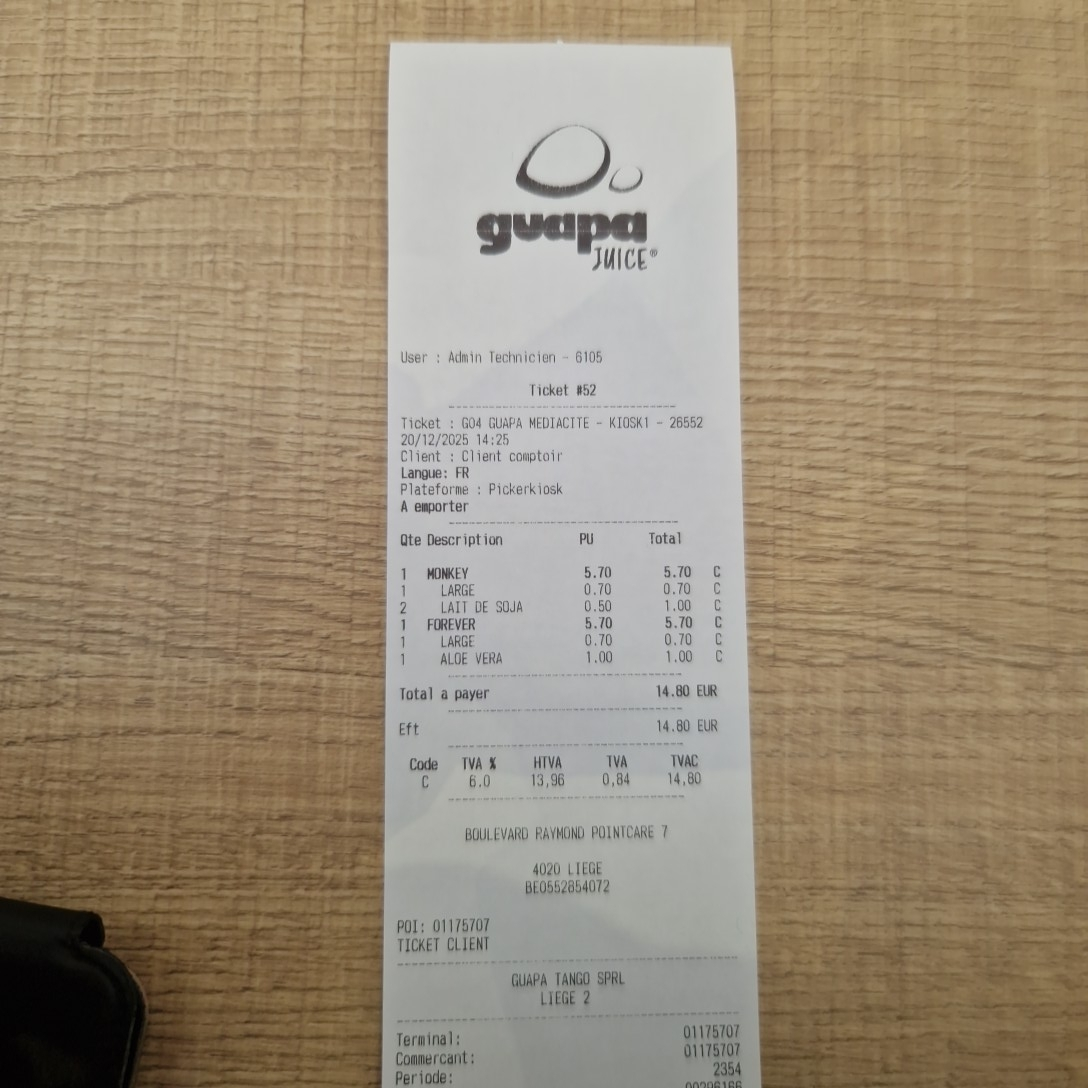 guapa
JUICE®
User : Admin Technicien - 6105
Ticket #52
Ticket : G04 GUAPA MEDIACITE - KIOSK1 - 26552
20/12/2025 14:25
Client : Client comptoir
Langue: FR
Plateforme : Pickerkiosk
A emporter
Qte Description PU Total
1 MONKEY 5.70 5.70 C
1 LARGE 0.70 0.70 C
2 LAIT DE SOJA 0.50 1.00 C
1 FOREVER 5.70 5.70 C
1 LARGE 0.70 0.70 C
1 ALOE VERA 1.00 1.00 C
Total a payer 14.80 EUR
Eft 14.80 EUR
Code TVA % HTVA TVA TVAC
C 6.0 13,96 0,84 14,80
BOULEVARD RAYMOND POINTCARE 7
4020 LIEGE
BE0552854072
POI: 01175707
TICKET CLIENT
GUAPA TANGO SPRL
LIEGE 2
Terminal: 01175707
Commercant: 01175707
Periode: 2354